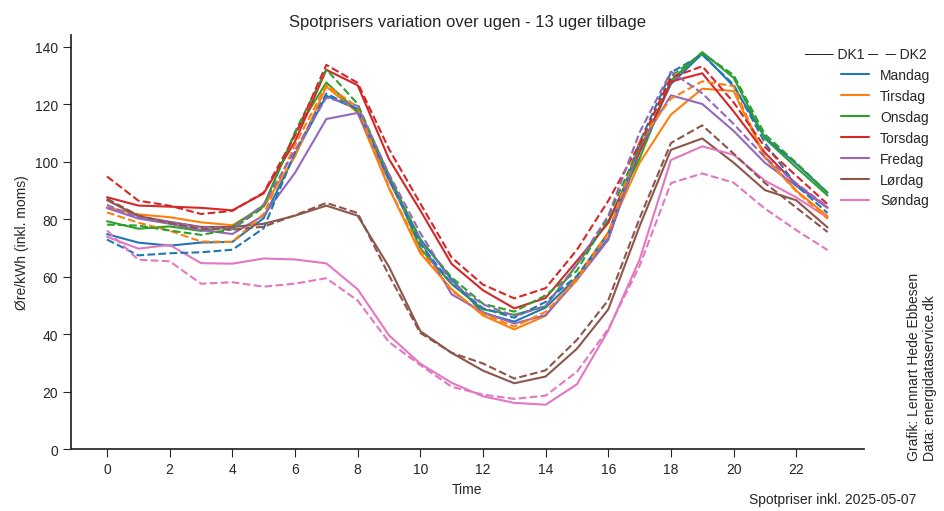 Spotprisers variation over ugen - 13 uger tilbage
Øre/kWh (inkl. moms)
140
120
100
80
60
40
20
0
0 2 4 6 8 10 12 14 16 18 20 22
Time
DK1 DK2
Mandag
Tirsdag
Onsdag
Torsdag
Fredag
Lørdag
Søndag
Grafik: Lennart Hede Ebbesen
Data: energidataservice.dk
Spotpriser inkl. 2025-05-07